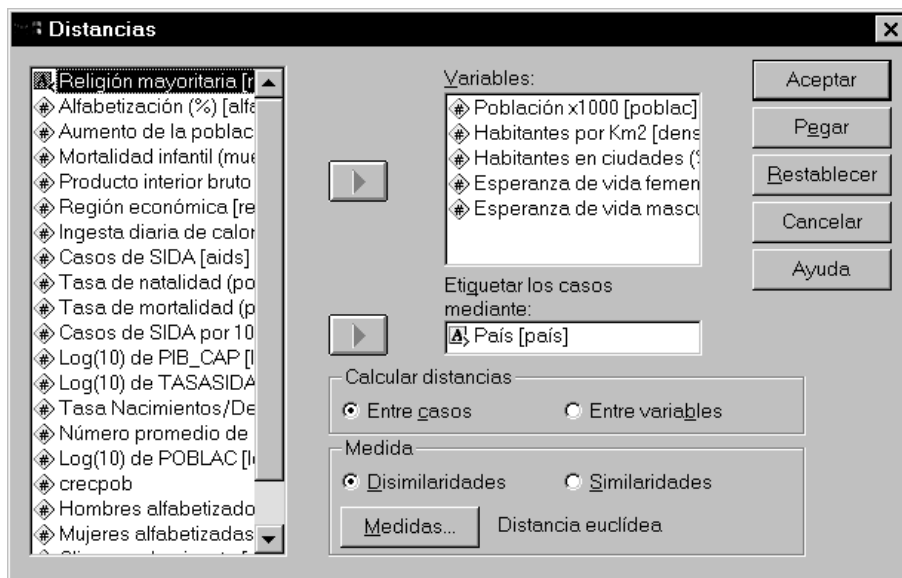 Distancias
Religión mayoritaria [r
Alfabetización (%) [alfa
Aumento de la poblac
Mortalidad infantil (mue
Producto interior bruto
Región económica [re
Ingesta diaria de calor
Casos de SIDA [aids]
Tasa de natalidad (po
Tasa de mortalidad (p
Casos de SIDA por 10
Log(10) de PIB_CAP [l
Log(10) de TASASIDA
Tasa Nacimientos/De
Número promedio de
Log(10) de POBLAC [l
crecpob
Hombres alfabetizado
Mujeres alfabetizadas
Variables:
Población x1000 [poblac]
Habitantes por Km2 [dens
Habitantes en ciudades (%
Esperanza de vida femen
Esperanza de vida mascu
Etiquetar los casos
mediante:
País [país]
Calcular distancias
Entre casos
Entre variables
Medida
Disimilaridades
Similaridades
Medidas...
Distancia euclídea
Aceptar
Pegar
Restablecer
Cancelar
Ayuda